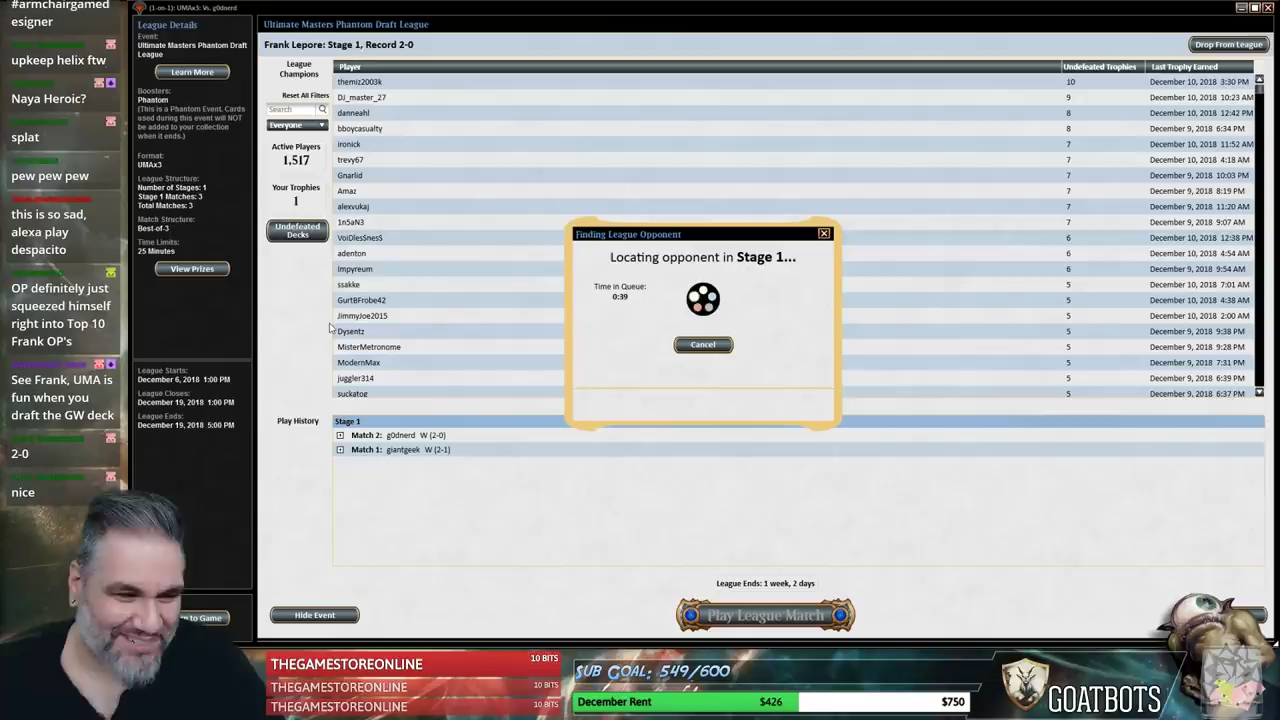 #armchairgamed
esigner
upkeep helix ftw
Naya Heroic?
splat
pew pew pew
this is so sad,
alexa play
despacito
OP definitely just
squeezed himself
right into Top 10
Frank OP's
See Frank, UMA is
fun when you
draft the GW deck
2-0
nice
(1-on-1): UMAx3: Vs. g0dnerd
League Details
Event:
Ultimate Masters Phantom Draft
League
Learn More
Boosters:
Phantom
(This is a Phantom Event. Cards
used during this event will NOT
be added to your collection
when it ends.)
Format:
UMAx3
League Structure:
Number of Stages: 1
Stage 1 Matches: 3
Total Matches: 3
Match Structure:
Best-of-3
Time Limits:
25 Minutes
View Prizes
League Starts:
December 6, 2018 1:00 PM
League Closes:
December 19, 2018 1:00 PM
League Ends:
December 19, 2018 5:00 PM
n to Game
Ultimate Masters Phantom Draft League
Frank Lepore: Stage 1, Record 2-0
Drop From League
League
Champions
Reset All Filters
Search
Everyone
Active Players
1,517
Your Trophies
1
Undefeated
Decks
Player Undefeated Trophies Last Trophy Earned
themiz2003k 10 December 10, 2018 3:30 PM
DJ_master_27 9 December 10, 2018 10:23 AM
danneahl 8 December 10, 2018 12:42 PM
bboycasualty 8 December 9, 2018 6:34 PM
ironick 7 December 10, 2018 11:52 AM
trevy67 7 December 10, 2018 4:18 AM
Gnarlid 7 December 9, 2018 10:03 PM
Amaz 7 December 9, 2018 8:19 PM
alexvukaj 7 December 9, 2018 11:20 AM
1n5aN3 7 December 9, 2018 9:07 AM
VoiDlesSnesS 6 December 10, 2018 12:38 PM
adenton 6 December 10, 2018 4:54 AM
Impyreum 6 December 9, 2018 9:54 AM
ssakke 5 December 10, 2018 7:01 AM
GurtBFrobe42 5 December 10, 2018 4:38 AM
JimmyJoe2015 5 December 10, 2018 2:00 AM
Dysentz 5 December 9, 2018 9:38 PM
MisterMetronome 5 December 9, 2018 9:28 PM
ModernMax 5 December 9, 2018 7:31 PM
juggler314 5 December 9, 2018 6:39 PM
suckatog 5 December 9, 2018 6:37 PM
Finding League Opponent
Locating opponent in Stage 1...
Time in Queue:
0:39
Cancel
Play History
Stage 1
Match 2: g0dnerd W (2-0)
Match 1: giantgeek W (2-1)
League Ends: 1 week, 2 days
Hide Event
Play League Match
THEGAMESTOREONLINE 10 BITS
THEGAMESTOREONLINE 10 BITS
THEGAMESTOREONLINE 10 BITS
SUB GOAL: 549/600
December Rent $426 $750
GOATBOTS